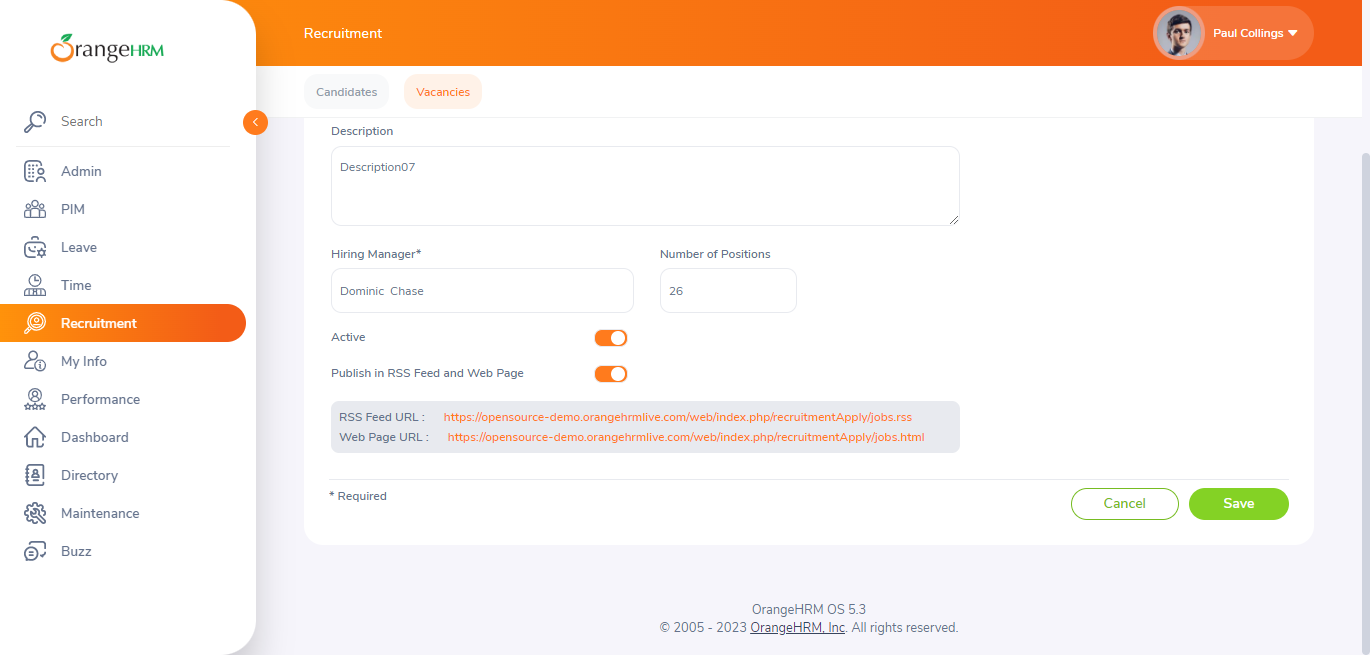 OrangeHRM
Recruitment
Paul Collings
Candidates
Vacancies
Search
Admin
PIM
Leave
Time
Recruitment
My Info
Performance
Dashboard
Directory
Maintenance
Buzz
Description
Description07
Hiring Manager*
Number of Positions
Dominic  Chase
26
Active
Publish in RSS Feed and Web Page
RSS Feed URL : https://opensource-demo.orangehrmlive.com/web/index.php/recruitmentApply/jobs.rss
Web Page URL : https://opensource-demo.orangehrmlive.com/web/index.php/recruitmentApply/jobs.html
* Required
Cancel
Save
OrangeHRM OS 5.3
© 2005 - 2023 OrangeHRM, Inc. All rights reserved.